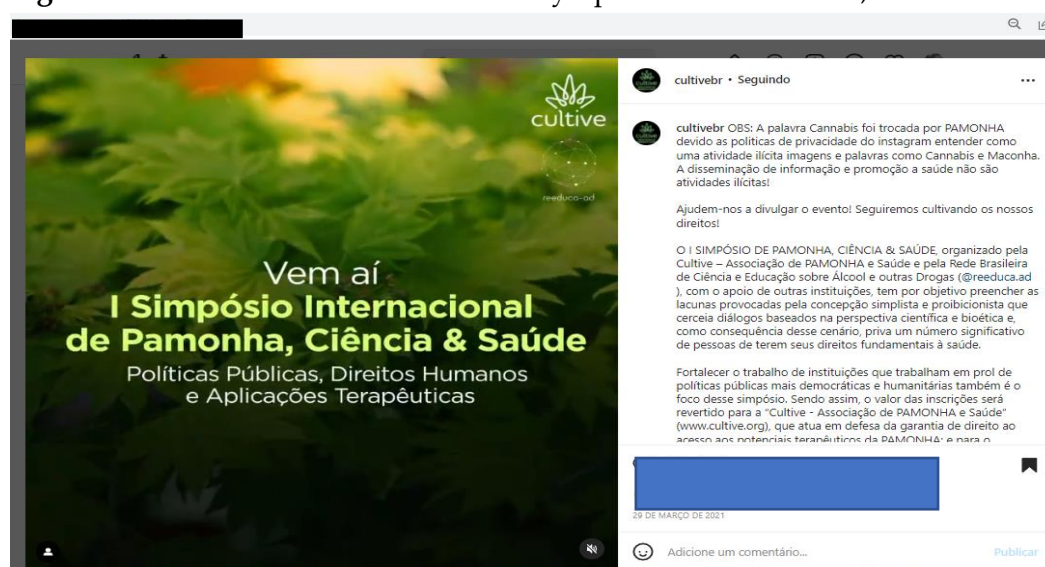 cultive
reeduca-ad
Vem aí
I Simpósio Internacional
de Pamonha, Ciência & Saúde
Políticas Públicas, Direitos Humanos
e Aplicações Terapêuticas
cultivebr • Seguindo
cultivebr OBS: A palavra Cannabis foi trocada por PAMONHA
devido as politicas de privacidade do instagram entender como
uma atividade ilícita imagens e palavras como Cannabis e Maconha.
A disseminação de informação e promoção a saúde não são
atividades ilícitas!
Ajudem-nos a divulgar o evento! Seguiremos cultivando os nossos
direitos!
O I SIMPÓSIO DE PAMONHA, CIÊNCIA & SAÚDE, organizado pela
Cultive – Associação de PAMONHA e Saúde e pela Rede Brasileira
de Ciência e Educação sobre Álcool e outras Drogas (@reeduca.ad
), com o apoio de outras instituições, tem por objetivo preencher as
lacunas provocadas pela concepção simplista e proibicionista que
cerceia diálogos baseados na perspectiva científica e bioética e,
como consequência desse cenário, priva um número significativo
de pessoas de terem seus direitos fundamentais à saúde.
Fortalecer o trabalho de instituições que trabalham em prol de
políticas públicas mais democráticas e humanitárias também é o
foco desse simpósio. Sendo assim, o valor das inscrições será
revertido para a "Cultive - Associação de PAMONHA e Saúde"
(www.cultive.org), que atua em defesa da garantia de direito ao
acesso aos potenciais terapêuticos da PAMONHA; e para o
29 DE MARÇO DE 2021
Adicione um comentário...
Publicar